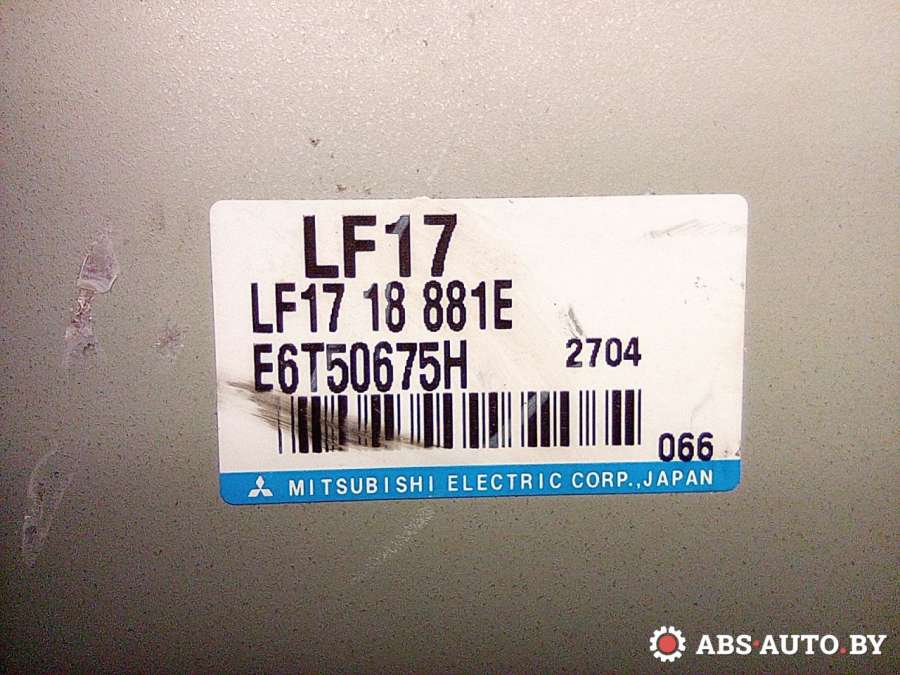 LF17
LF17 18 881E
E6T50675H 2704
066
MITSUBISHI ELECTRIC CORP.,JAPAN
ABS-AUTO.BY